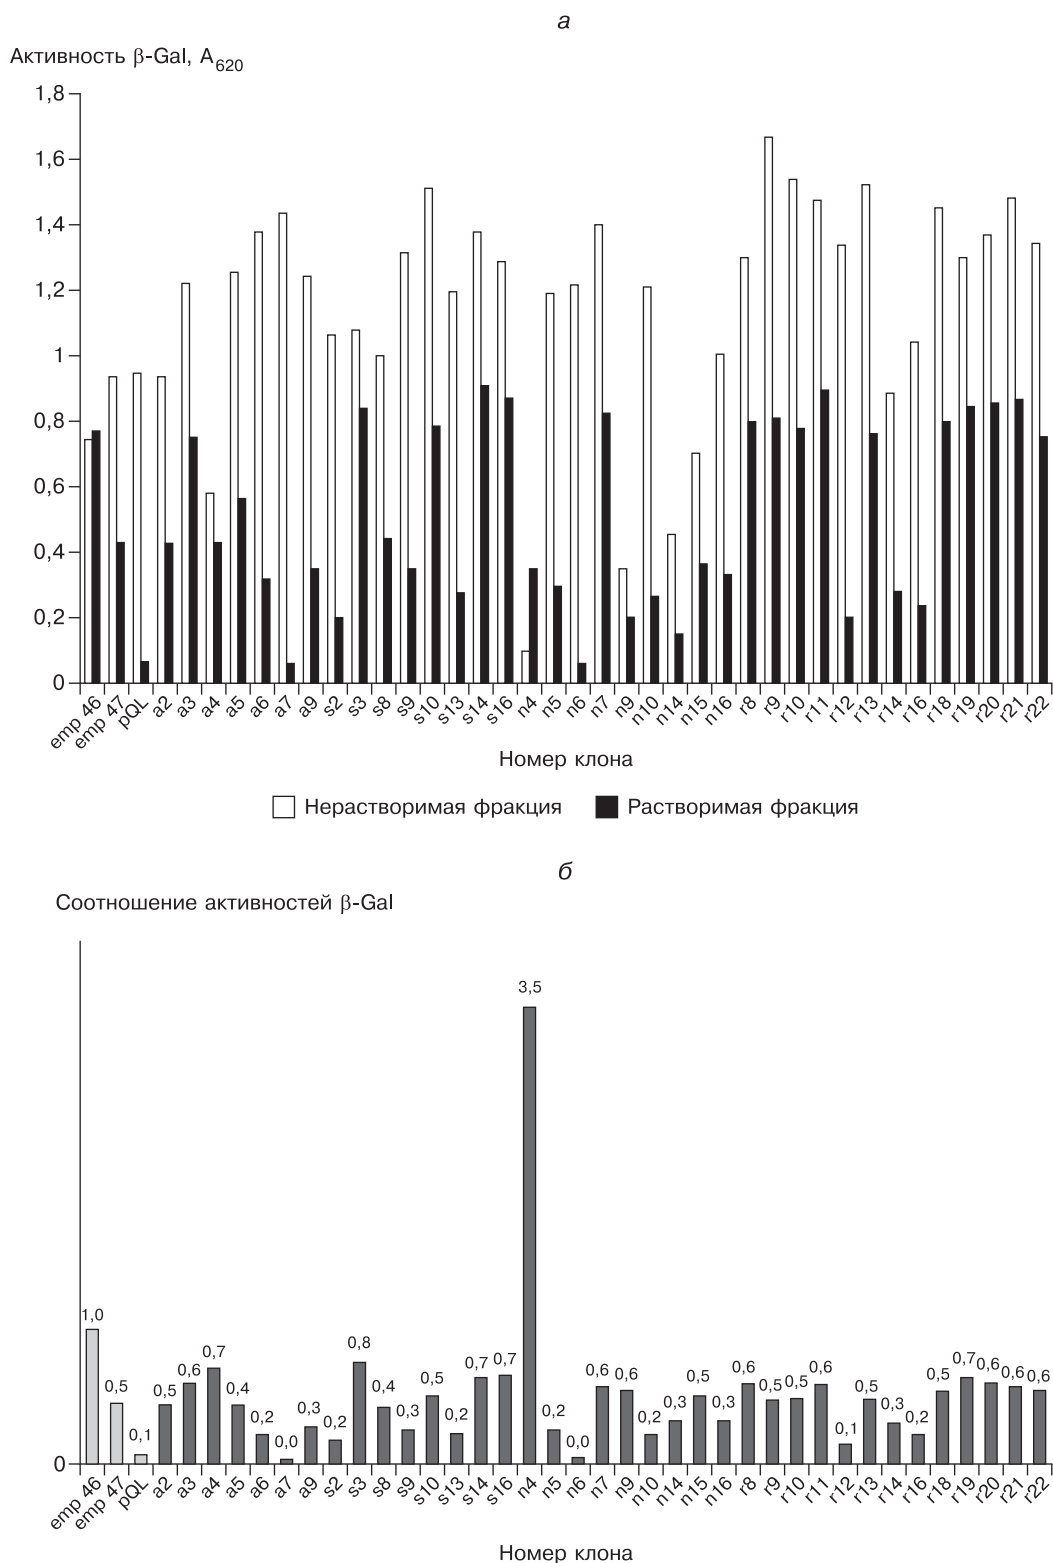 а
Активность β-Gal, A620
1,8
1,6
1,4
1,2
1
0,8
0,6
0,4
0,2
0
emp 46 emp 47 pQL a2 a3 a4 a5 a6 a7 a9 s2 s3 s8 s9 s10 s13 s14 s16 n4 n5 n6 n7 n9 n10 n14 n15 n16 r8 r9 r10 r11 r12 r13 r14 r16 r18 r19 r20 r21 r22
Номер клона
Нерастворимая фракция Растворимая фракция
б
Соотношение активностей β-Gal
1,0 0,5 0,1 0,5 0,6 0,7 0,4 0,2 0,0 0,3 0,2 0,8 0,4 0,3 0,5 0,2 0,7 0,7 3,5 0,2 0,0 0,6 0,6 0,2 0,3 0,5 0,3 0,6 0,5 0,5 0,6 0,1 0,5 0,3 0,2 0,5 0,7 0,6 0,6 0,6
0
emp 46 emp 47 pQL a2 a3 a4 a5 a6 a7 a9 s2 s3 s8 s9 s10 s13 s14 s16 n4 n5 n6 n7 n9 n10 n14 n15 n16 r8 r9 r10 r11 r12 r13 r14 r16 r18 r19 r20 r21 r22
Номер клона